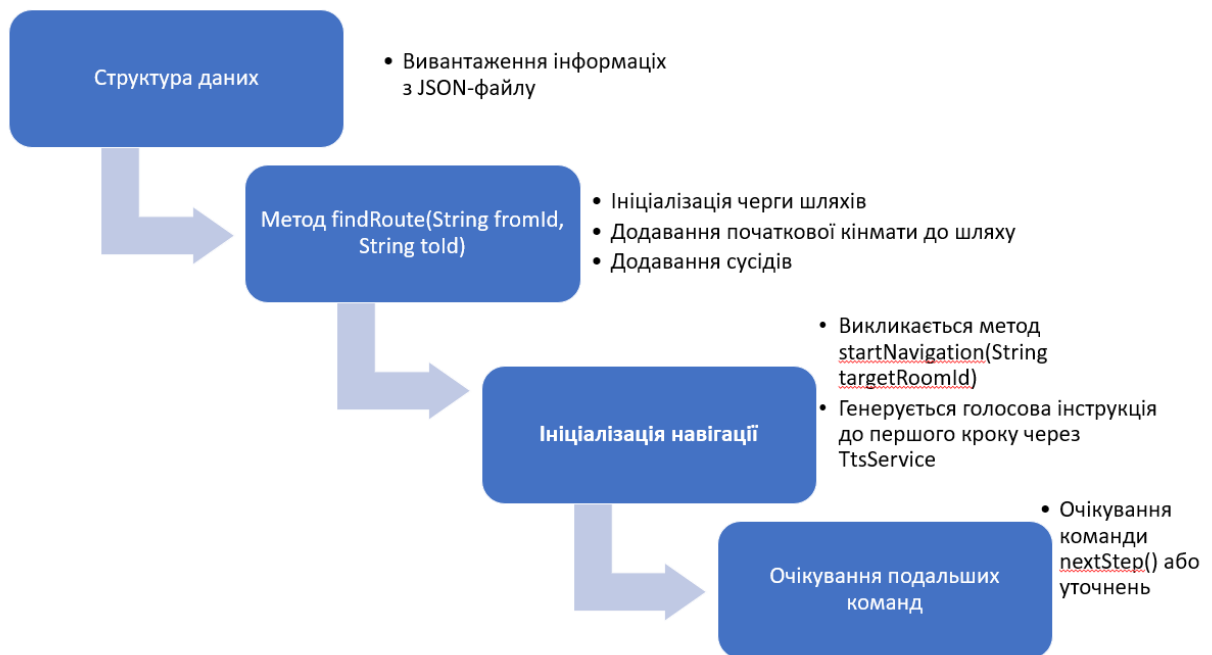 Структура даних
• Вивантаження інформаціх
з JSON-файлу
Метод findRoute(String fromId,
String toId)
• Ініціалізація черги шляхів
• Додавання початкової кінмати до шляху
• Додавання сусідів
Ініціалізація навігації
• Викликається метод
startNavigation(String
targetRoomId)
• Генерується голосова інструкція
до першого кроку через
TtsService
Очікування подальших
команд
• Очікування
команди
nextStep() або
уточнень